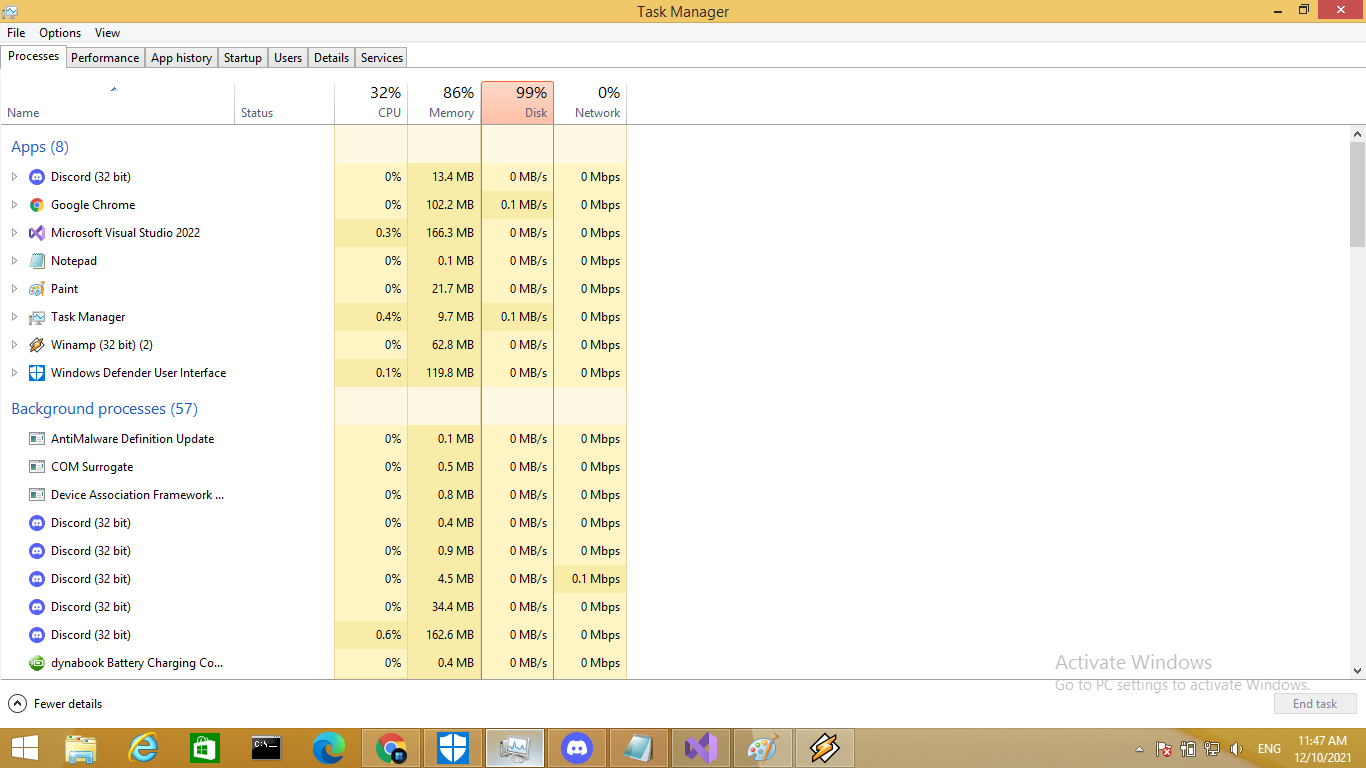 Task Manager
File Options View
Processes Performance App history Startup Users Details Services
32% 86% 99% 0%
Name Status CPU Memory Disk Network
Apps (8)
Discord (32 bit) 0% 13.4 MB 0 MB/s 0 Mbps
Google Chrome 0% 102.2 MB 0.1 MB/s 0 Mbps
Microsoft Visual Studio 2022 0.3% 166.3 MB 0 MB/s 0 Mbps
Notepad 0% 0.1 MB 0 MB/s 0 Mbps
Paint 0% 21.7 MB 0 MB/s 0 Mbps
Task Manager 0.4% 9.7 MB 0.1 MB/s 0 Mbps
Winamp (32 bit) (2) 0% 62.8 MB 0 MB/s 0 Mbps
Windows Defender User Interface 0.1% 119.8 MB 0 MB/s 0 Mbps
Background processes (57)
AntiMalware Definition Update 0% 0.1 MB 0 MB/s 0 Mbps
COM Surrogate 0% 0.5 MB 0 MB/s 0 Mbps
Device Association Framework ... 0% 0.8 MB 0 MB/s 0 Mbps
Discord (32 bit) 0% 0.4 MB 0 MB/s 0 Mbps
Discord (32 bit) 0% 0.9 MB 0 MB/s 0 Mbps
Discord (32 bit) 0% 4.5 MB 0 MB/s 0.1 Mbps
Discord (32 bit) 0% 34.4 MB 0 MB/s 0 Mbps
Discord (32 bit) 0.6% 162.6 MB 0 MB/s 0 Mbps
dynabook Battery Charging Co... 0% 0.4 MB 0 MB/s 0 Mbps
Activate Windows
Go to PC settings to activate Windows.
Fewer details End task
C:\_
ENG 11:47 AM
12/10/2021